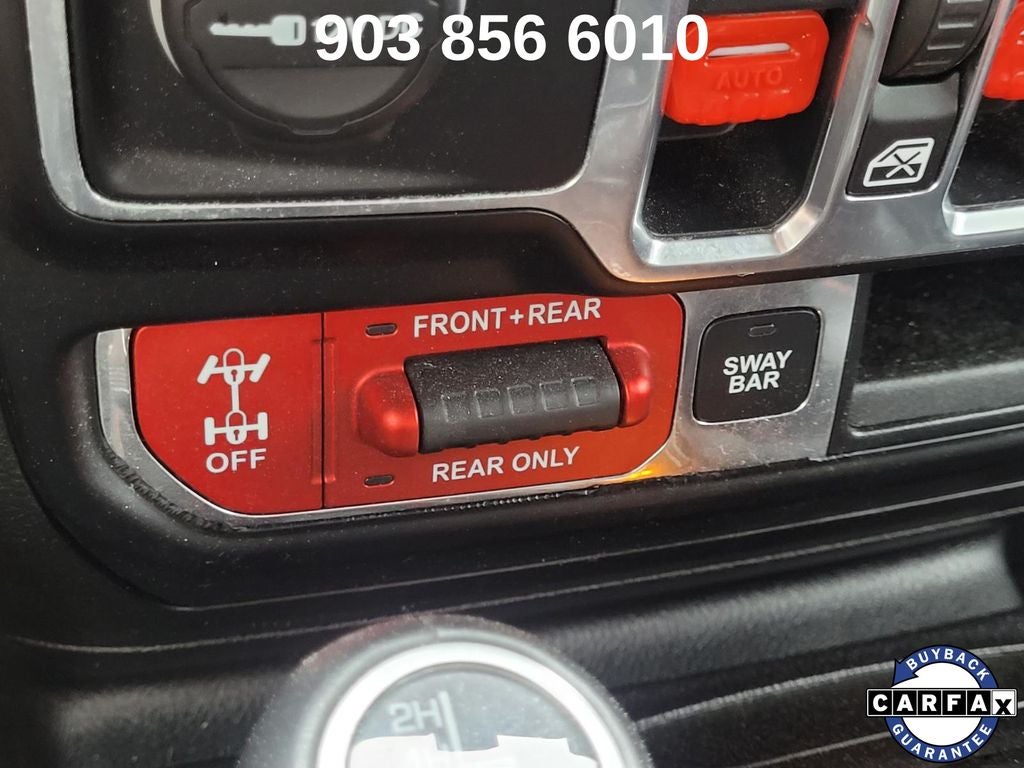 903 856 6010
AUTO
FRONT+REAR
SWAY
BAR
OFF
REAR ONLY
2H
BUYBACK
CARFAX
GUARANTEE